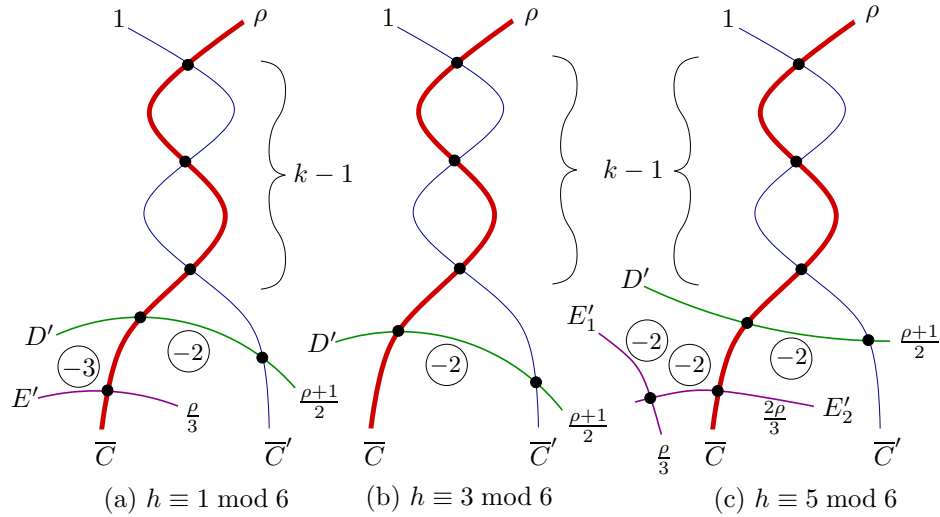 1 ρ 1 ρ 1 ρ
k − 1 k − 1
D′ −3 −2 D′ −2 D′ −2 −2 −2
E′ ρ/3 (ρ+1)/2 (ρ+1)/2 E′₁ E′₂ ρ/3 2ρ/3 (ρ+1)/2
C̅ C̅′ C̅ C̅′ C̅ C̅′
(a) h ≡ 1 mod 6 (b) h ≡ 3 mod 6 (c) h ≡ 5 mod 6